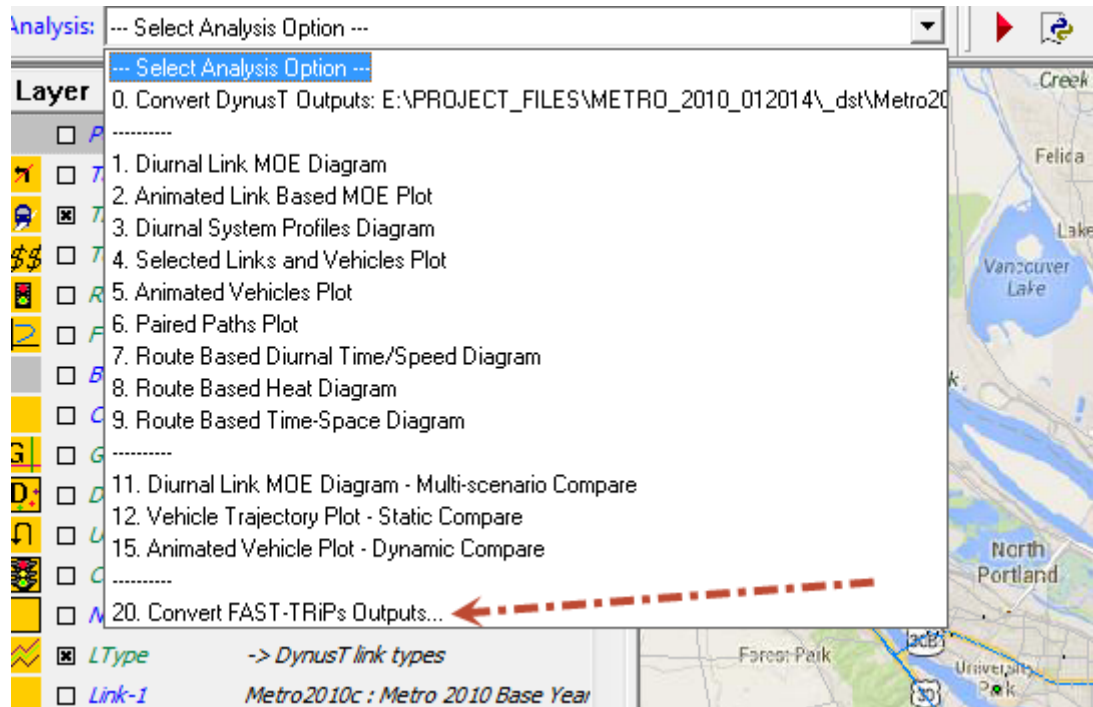 Analysis: --- Select Analysis Option ---
--- Select Analysis Option ---
0. Convert DynusT Outputs: E:\PROJECT_FILES\METRO_2010_012014\_dst\Metro20
----------
1. Diurnal Link MOE Diagram
2. Animated Link Based MOE Plot
3. Diurnal System Profiles Diagram
4. Selected Links and Vehicles Plot
5. Animated Vehicles Plot
6. Paired Paths Plot
7. Route Based Diurnal Time/Speed Diagram
8. Route Based Heat Diagram
9. Route Based Time-Space Diagram
----------
11. Diurnal Link MOE Diagram - Multi-scenario Compare
12. Vehicle Trajectory Plot - Static Compare
15. Animated Vehicle Plot - Dynamic Compare
----------
20. Convert FAST-TRiPs Outputs...
Layer
P
T
$$
R
F
B
C
G
D
U
C
N
LType -> DynusT link types
Link-1 Metro2010c : Metro 2010 Base Year
Creek
Felida
Lake
Vancouver
Lake
North
Portland
Forest Park
University
Park
30